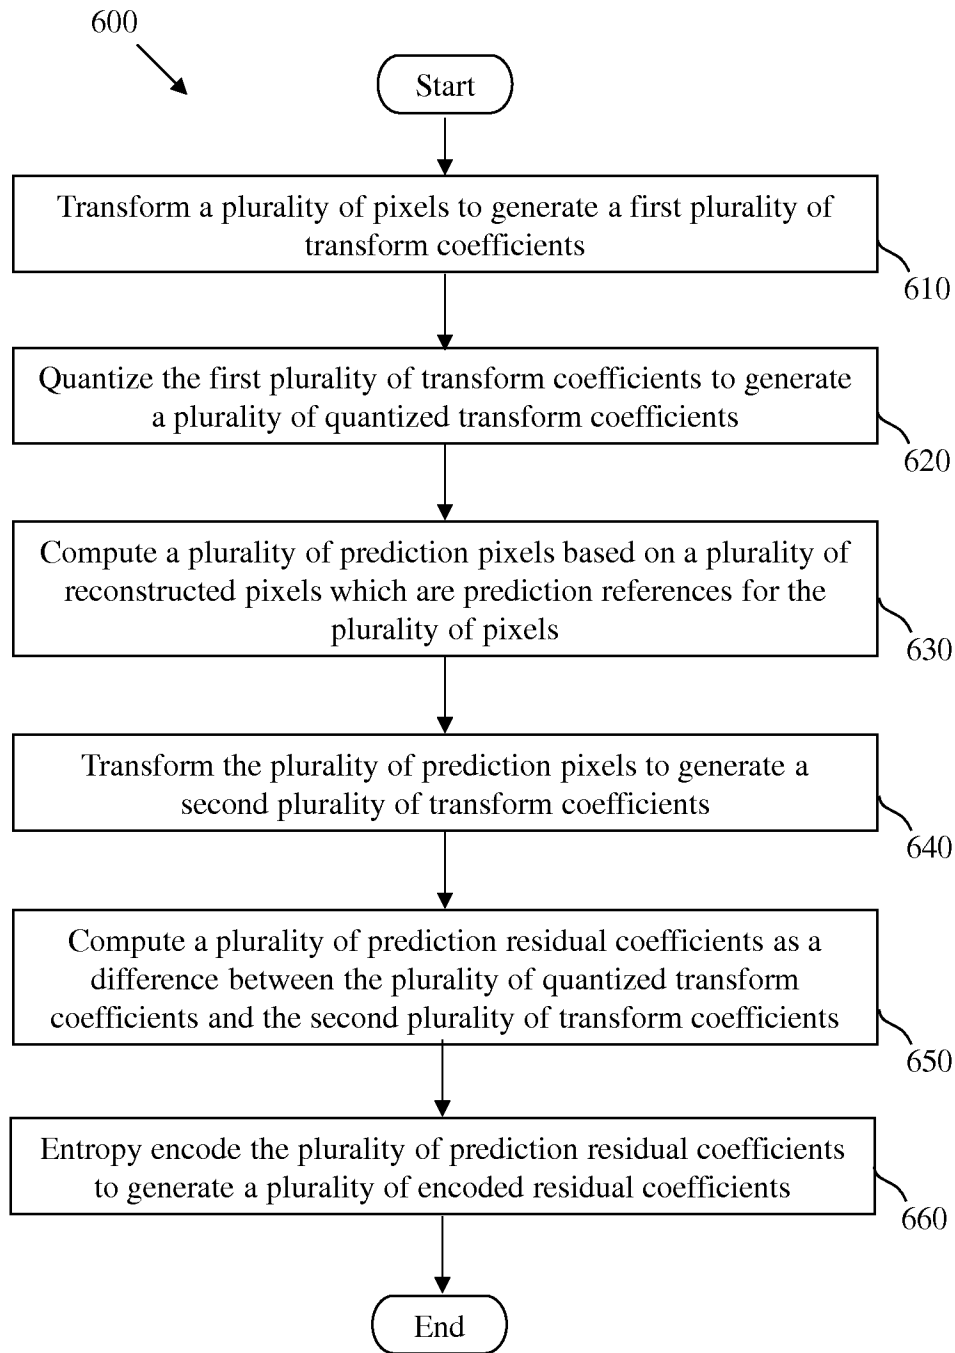 600
Start
Transform a plurality of pixels to generate a first plurality of
transform coefficients
610
Quantize the first plurality of transform coefficients to generate
a plurality of quantized transform coefficients
620
Compute a plurality of prediction pixels based on a plurality of
reconstructed pixels which are prediction references for the
plurality of pixels
630
Transform the plurality of prediction pixels to generate a
second plurality of transform coefficients
640
Compute a plurality of prediction residual coefficients as a
difference between the plurality of quantized transform
coefficients and the second plurality of transform coefficients
650
Entropy encode the plurality of prediction residual coefficients
to generate a plurality of encoded residual coefficients
660
End